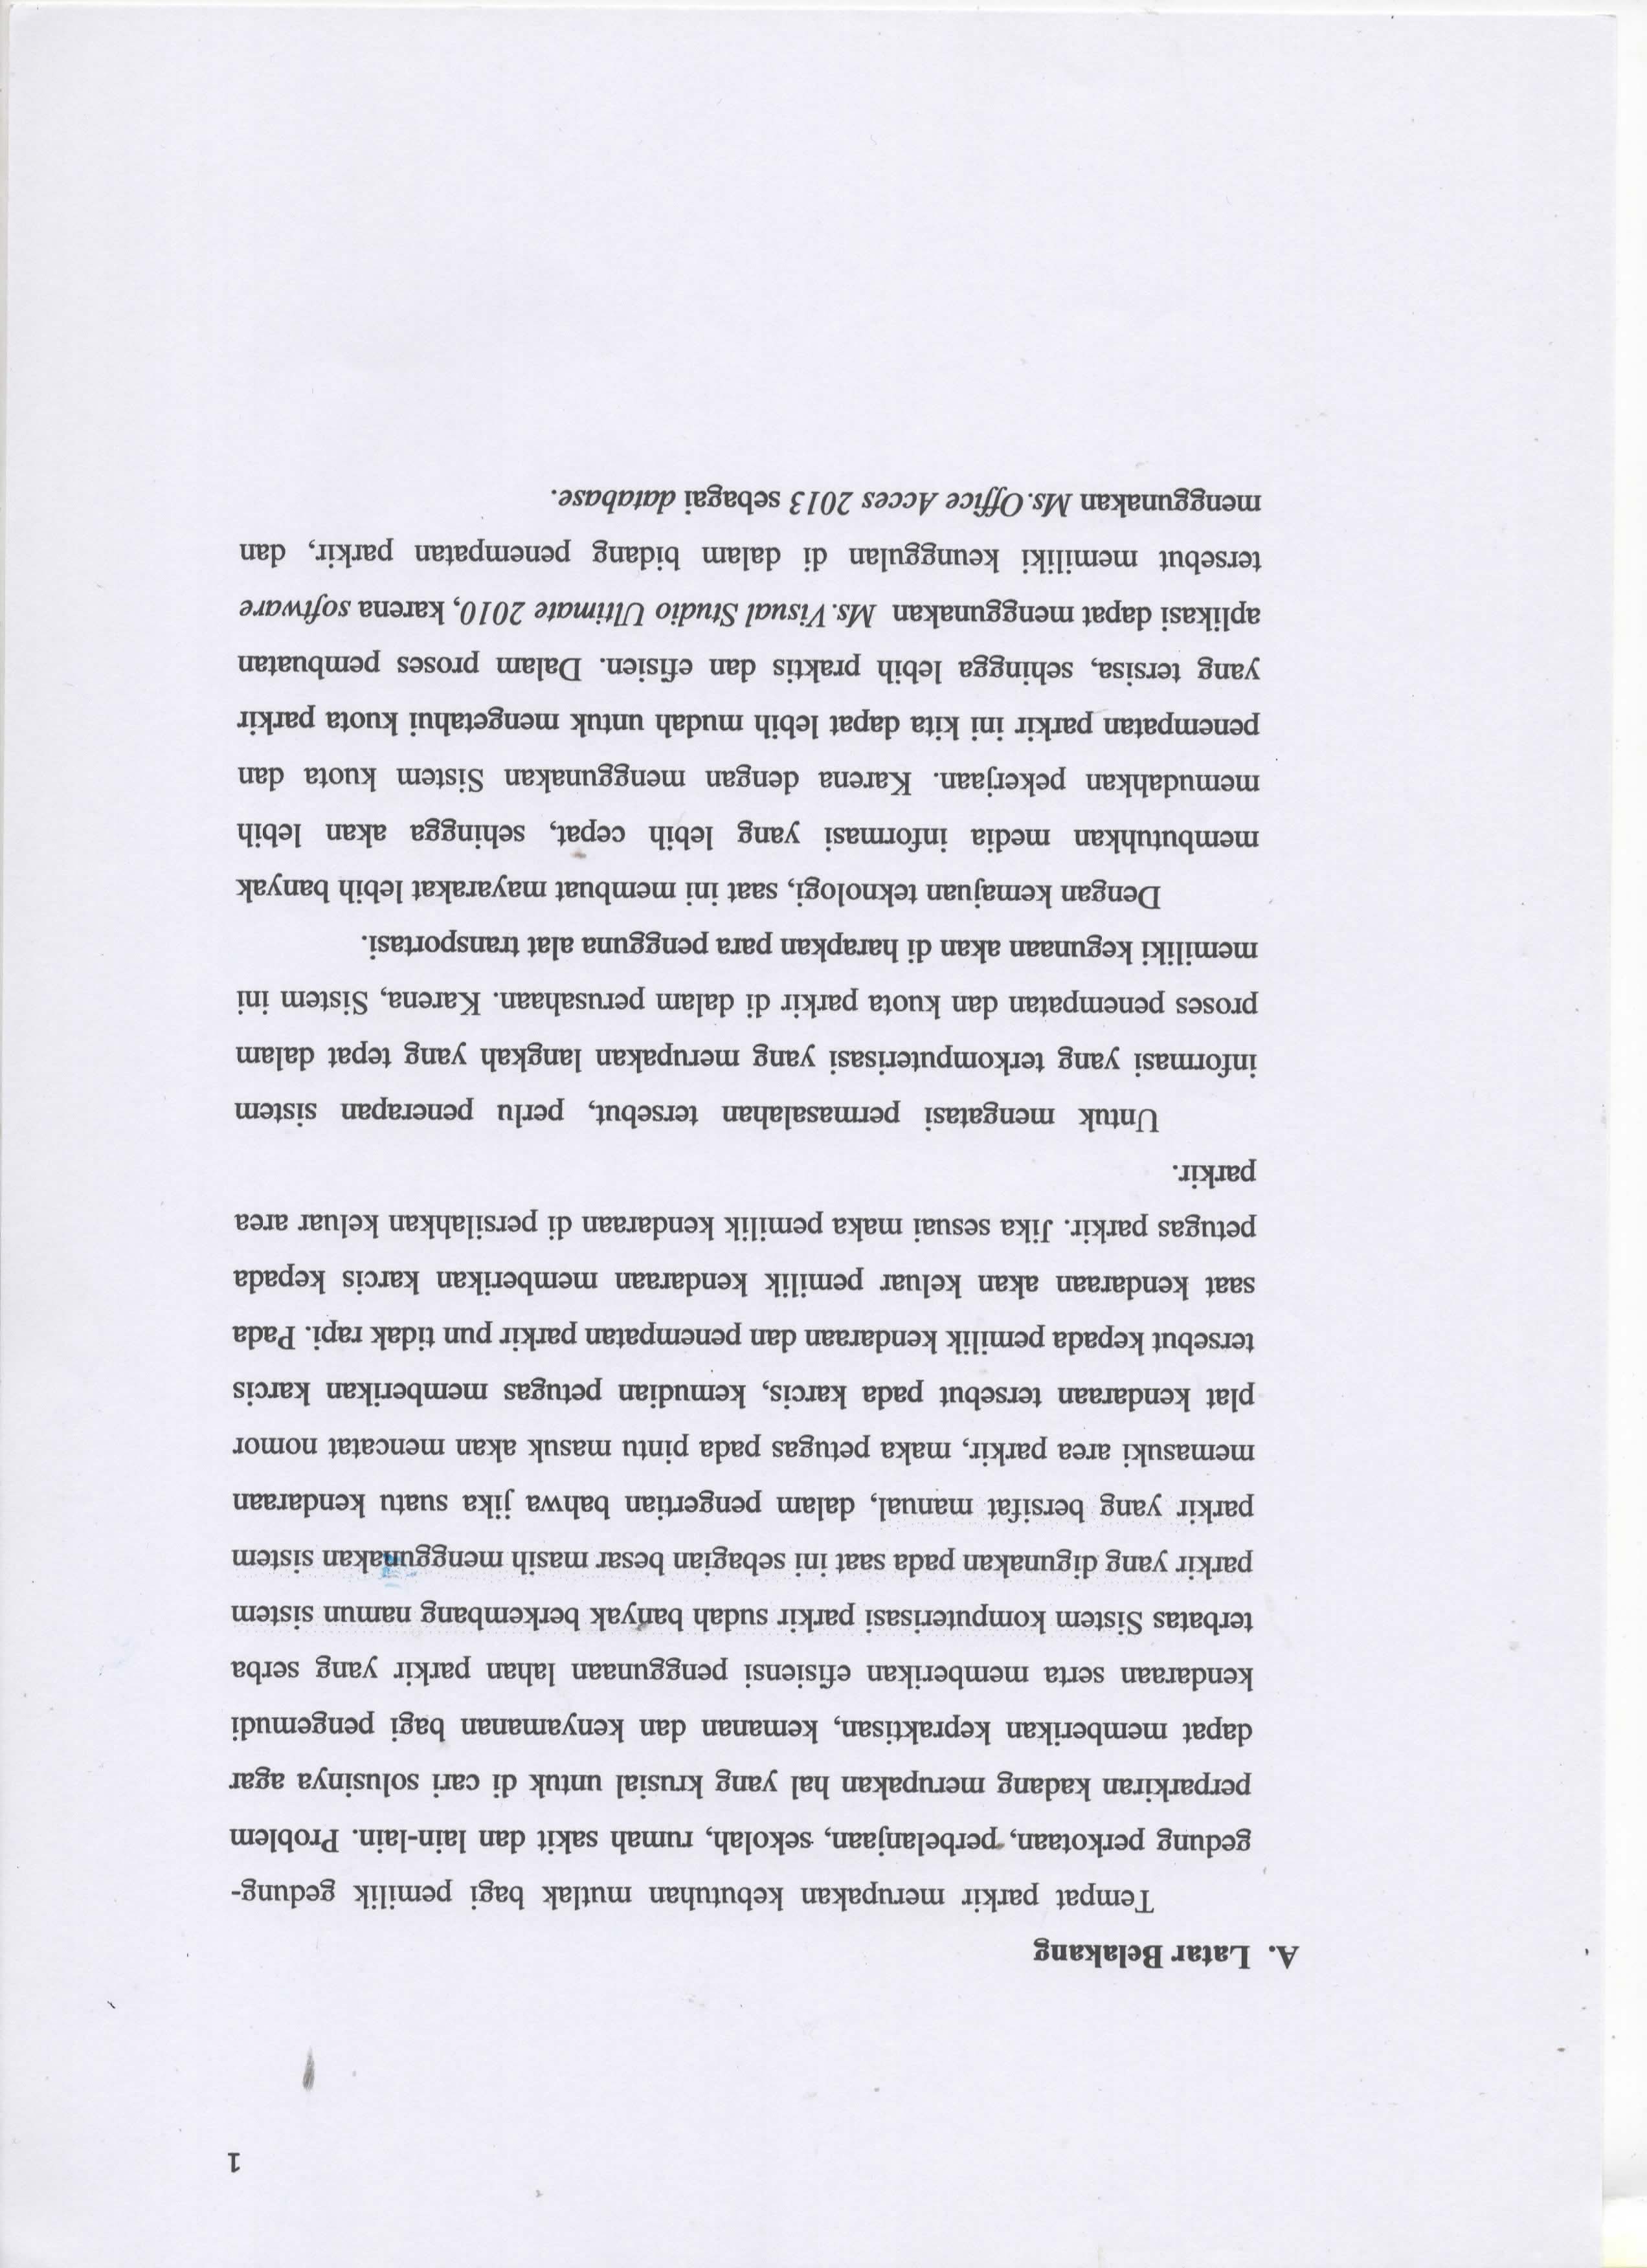 1
A. Latar Belakang
Tempat parkir merupakan kebutuhan mutlak bagi pemilik gedung-
gedung perkotaan, perbelanjaan, sekolah, rumah sakit dan lain-lain. Problem
perparkiran kadang merupakan hal yang krusial untuk di cari solusinya agar
dapat memberikan kepraktisan, kemanan dan kenyamanan bagi pengemudi
kendaraan serta memberikan efisiensi penggunaan lahan parkir yang serba
terbatas Sistem komputerisasi parkir sudah banyak berkembang namun sistem
parkir yang digunakan pada saat ini sebagian besar masih menggunakan sistem
parkir yang bersifat manual, dalam pengertian bahwa jika suatu kendaraan
memasuki area parkir, maka petugas pada pintu masuk akan mencatat nomor
plat kendaraan tersebut pada karcis, kemudian petugas memberikan karcis
tersebut kepada pemilik kendaraan dan penempatan parkir pun tidak rapi. Pada
saat kendaraan akan keluar pemilik kendaraan memberikan karcis kepada
petugas parkir. Jika sesuai maka pemilik kendaraan di persilahkan keluar area
parkir.
Untuk mengatasi permasalahan tersebut, perlu penerapan sistem
informasi yang terkomputerisasi yang merupakan langkah yang tepat dalam
proses penempatan dan kuota parkir di dalam perusahaan. Karena, Sistem ini
memiliki kegunaan akan di harapkan para pengguna alat transportasi.
Dengan kemajuan teknologi, saat ini membuat mayarakat lebih banyak
membutuhkan media informasi yang lebih cepat, sehingga akan lebih
memudahkan pekerjaan. Karena dengan menggunakan Sistem kuota dan
penempatan parkir ini kita dapat lebih mudah untuk mengetahui kuota parkir
yang tersisa, sehingga lebih praktis dan efisien. Dalam proses pembuatan
aplikasi dapat menggunakan Ms.Visual Studio Ultimate 2010, karena software
tersebut memiliki keunggulan di dalam bidang penempatan parkir, dan
menggunakan Ms.Office Acces 2013 sebagai database.